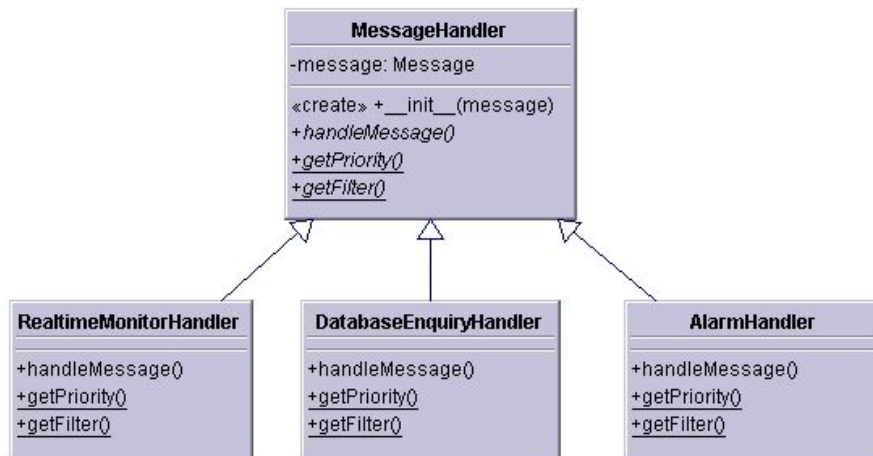 MessageHandler
-message: Message
«create» +__init__(message)
+handleMessage()
+getPriority()
+getFilter()
RealtimeMonitorHandler
+handleMessage()
+getPriority()
+getFilter()
DatabaseEnquiryHandler
+handleMessage()
+getPriority()
+getFilter()
AlarmHandler
+handleMessage()
+getPriority()
+getFilter()